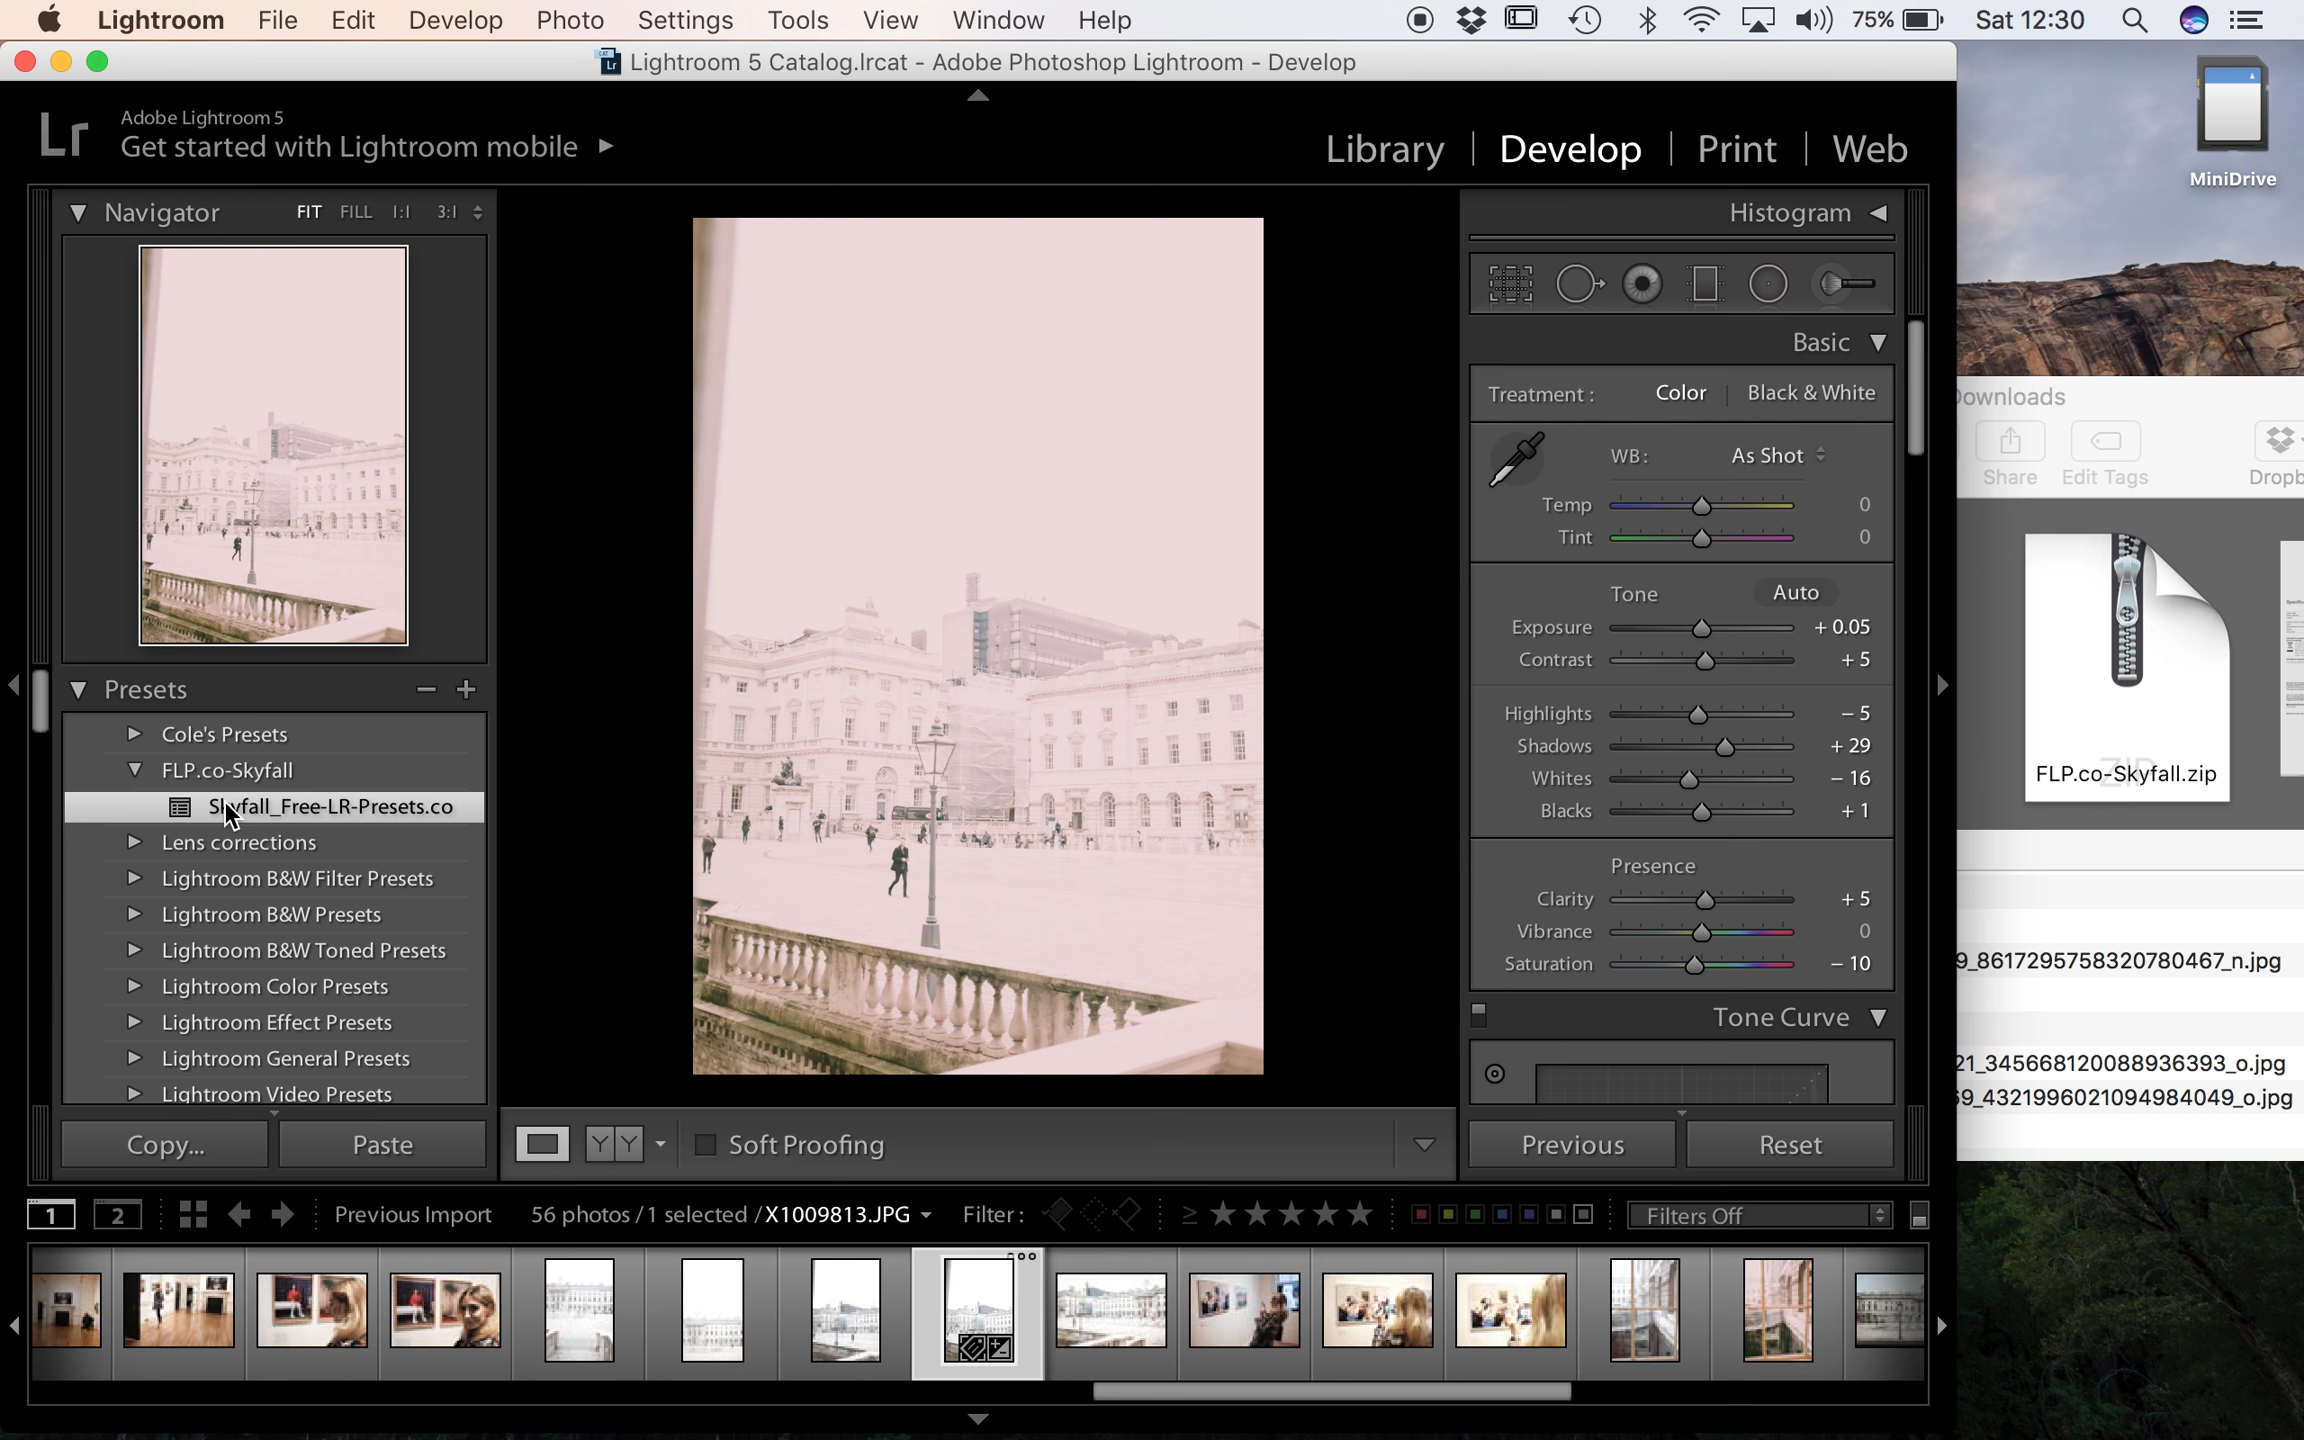 Lightroom File Edit Develop Photo Settings Tools View Window Help 75% Sat 12:30
Lightroom 5 Catalog.lrcat - Adobe Photoshop Lightroom - Develop
MiniDrive
Lr
Adobe Lightroom 5
Get started with Lightroom mobile
Library | Develop | Print | Web
Navigator FIT FILL 1:1 3:1
Presets
Cole's Presets
FLP.co-Skyfall
Skyfall_Free-LR-Presets.co
Lens corrections
Lightroom B&W Filter Presets
Lightroom B&W Presets
Lightroom B&W Toned Presets
Lightroom Color Presets
Lightroom Effect Presets
Lightroom General Presets
Lightroom Video Presets
Copy... Paste
Y Y Soft Proofing
Histogram
Basic
Treatment : Color | Black & White
WB: As Shot
Temp 0
Tint 0
Tone Auto
Exposure + 0.05
Contrast + 5
Highlights – 5
Shadows + 29
Whites – 16
Blacks + 1
Presence
Clarity + 5
Vibrance 0
Saturation – 10
Tone Curve
Previous Reset
1 2 Previous Import 56 photos / 1 selected / X1009813.JPG Filter : ≥ Filters Off
ownloads
Share Edit Tags Dropb
ZIP
FLP.co-Skyfall.zip
9_8617295758320780467_n.jpg
21_345668120088936393_o.jpg
69_4321996021094984049_o.jpg